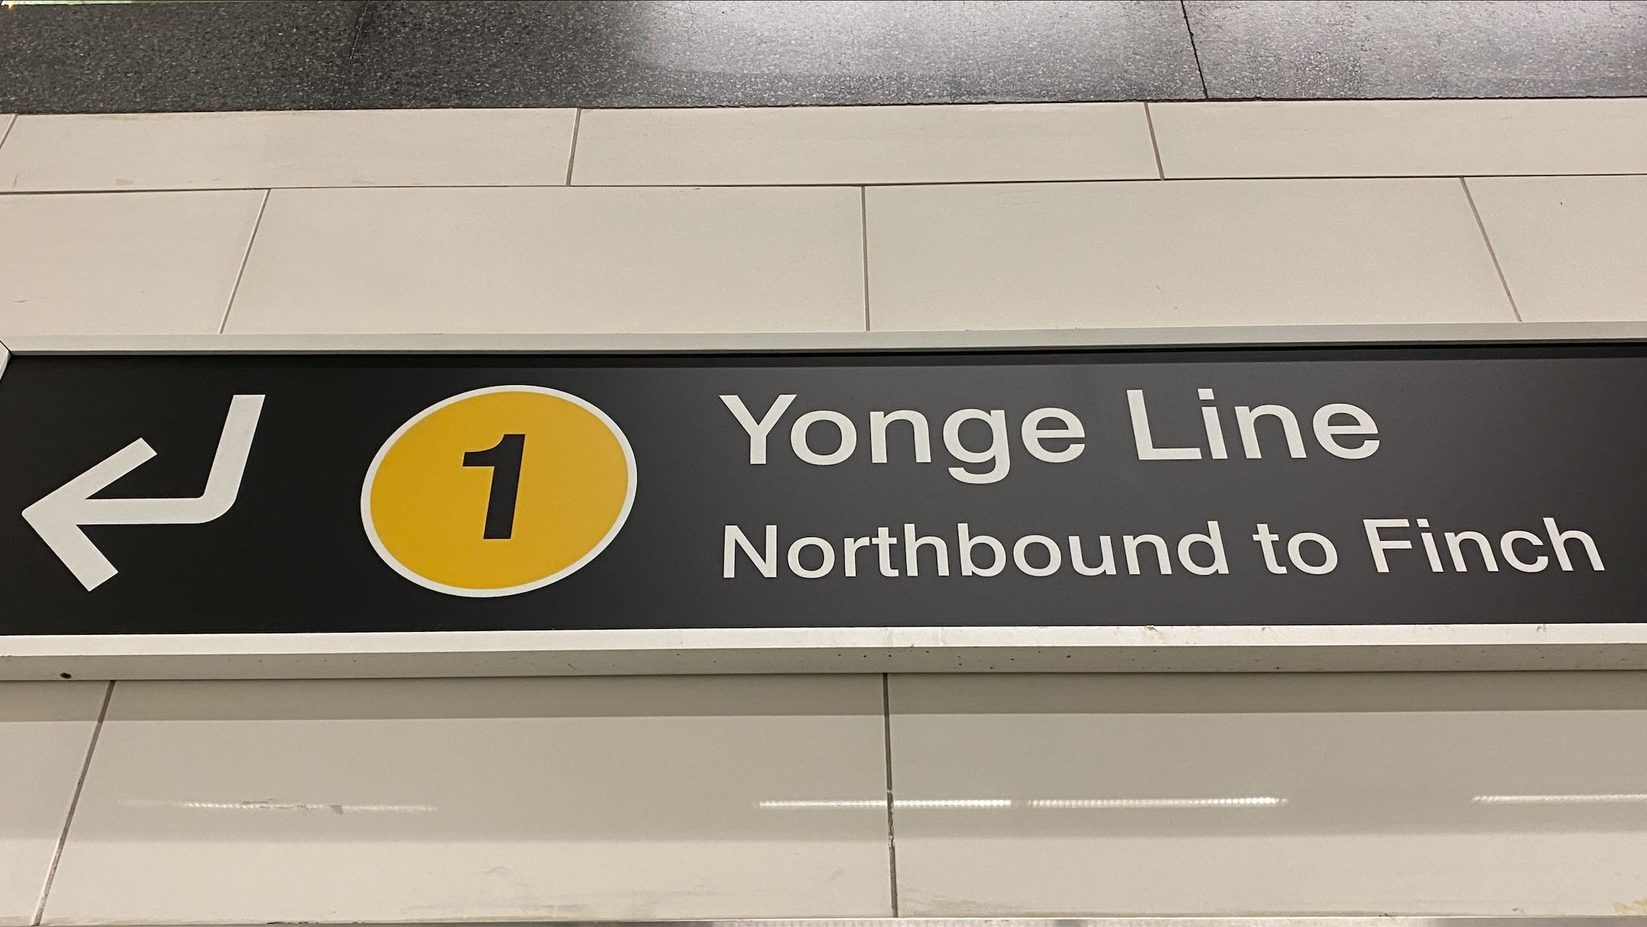 1
Yonge Line
Northbound to Finch